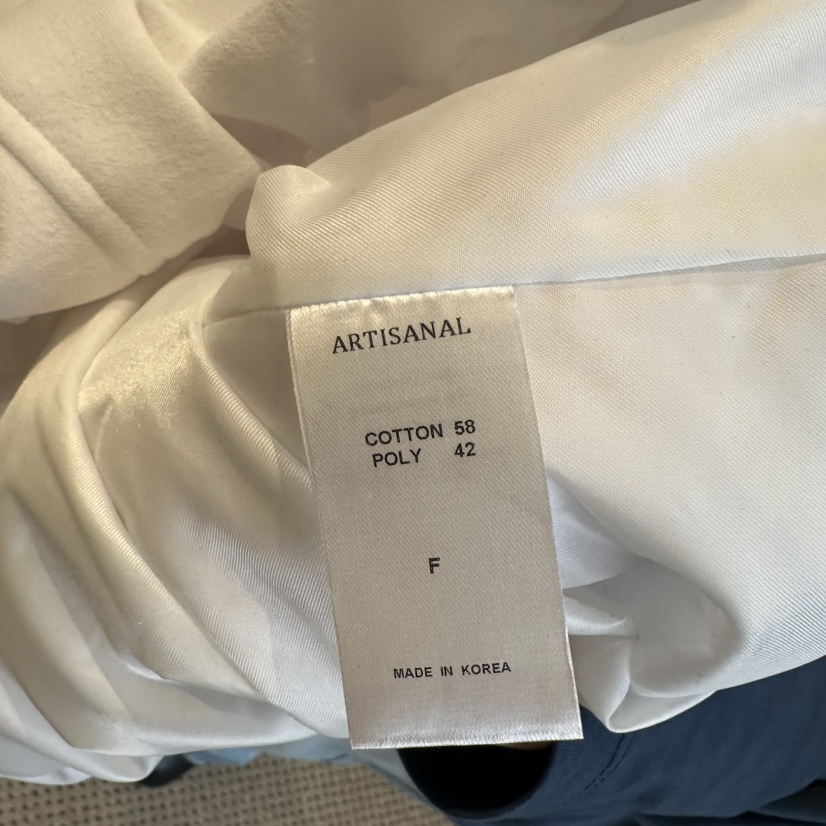 ARTISANAL
COTTON 58
POLY 42
F
MADE IN KOREA